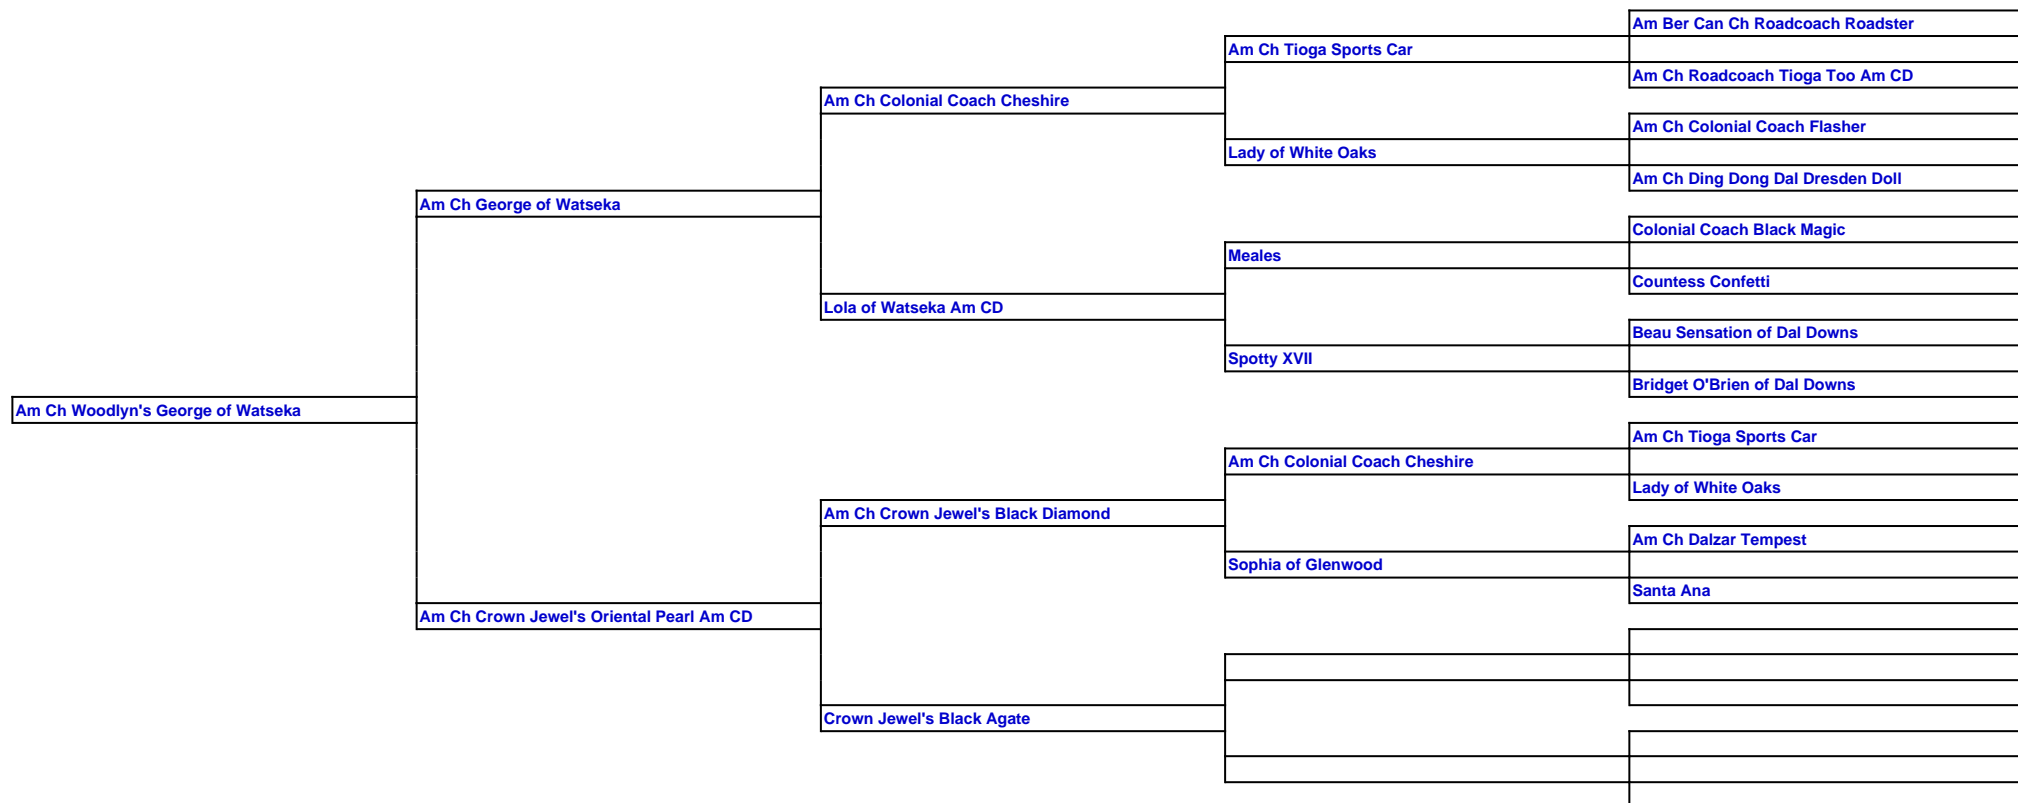 Am Ber Can Ch Roadcoach Roadster
Am Ch Tioga Sports Car
Am Ch Roadcoach Tioga Too Am CD
Am Ch Colonial Coach Cheshire
Am Ch Colonial Coach Flasher
Lady of White Oaks
Am Ch Ding Dong Dal Dresden Doll
Am Ch George of Watseka
Colonial Coach Black Magic
Meales
Countess Confetti
Lola of Watseka Am CD
Beau Sensation of Dal Downs
Spotty XVII
Bridget O'Brien of Dal Downs
Am Ch Woodlyn's George of Watseka
Am Ch Tioga Sports Car
Am Ch Colonial Coach Cheshire
Lady of White Oaks
Am Ch Crown Jewel's Black Diamond
Am Ch Dalzar Tempest
Sophia of Glenwood
Santa Ana
Am Ch Crown Jewel's Oriental Pearl Am CD
Crown Jewel's Black Agate